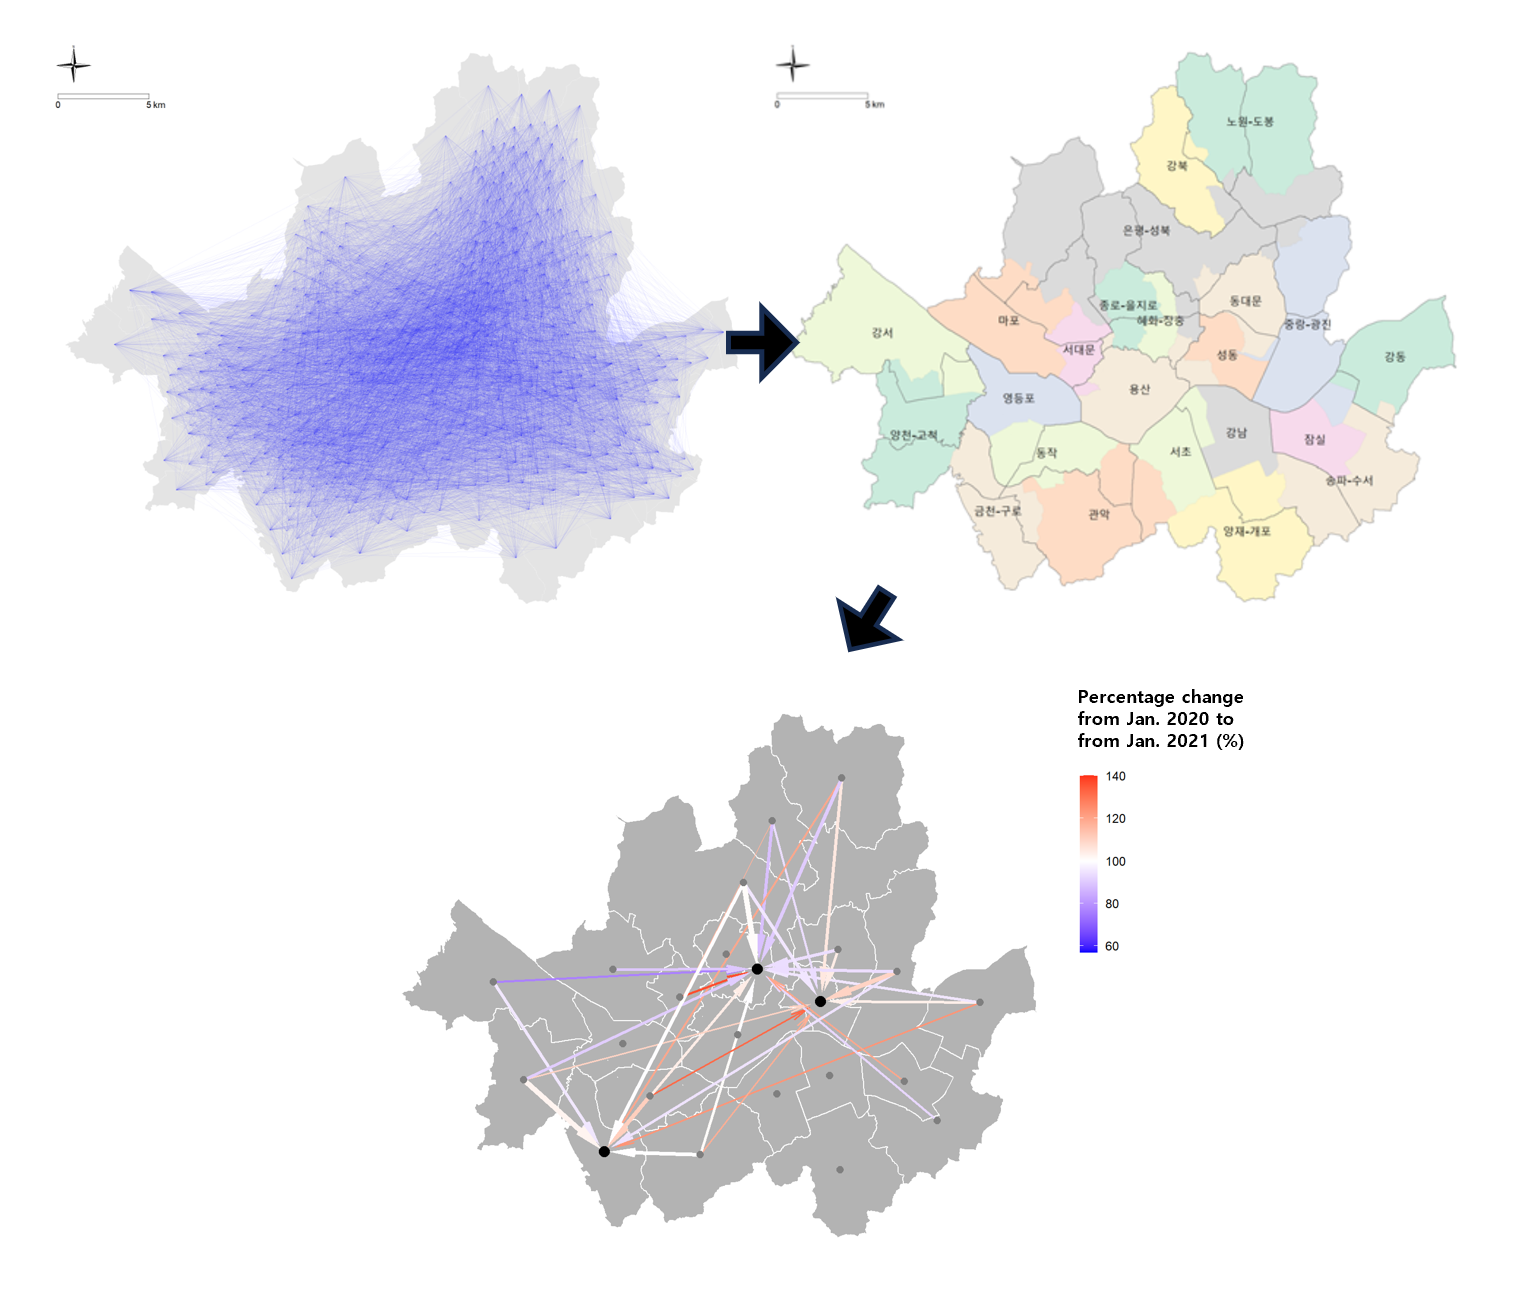 0 5 km
0 5 km
노원-도봉
강북
은평-성북
종로-을지로
혜화-장충
동대문
중랑-광진
강서
마포
서대문
성동
강동
영등포
용산
양천-고척
동작
서초
강남
잠실
송파-수서
금천-구로
관악
양재-개포
Percentage change
from Jan. 2020 to
from Jan. 2021 (%)
140
120
100
80
60